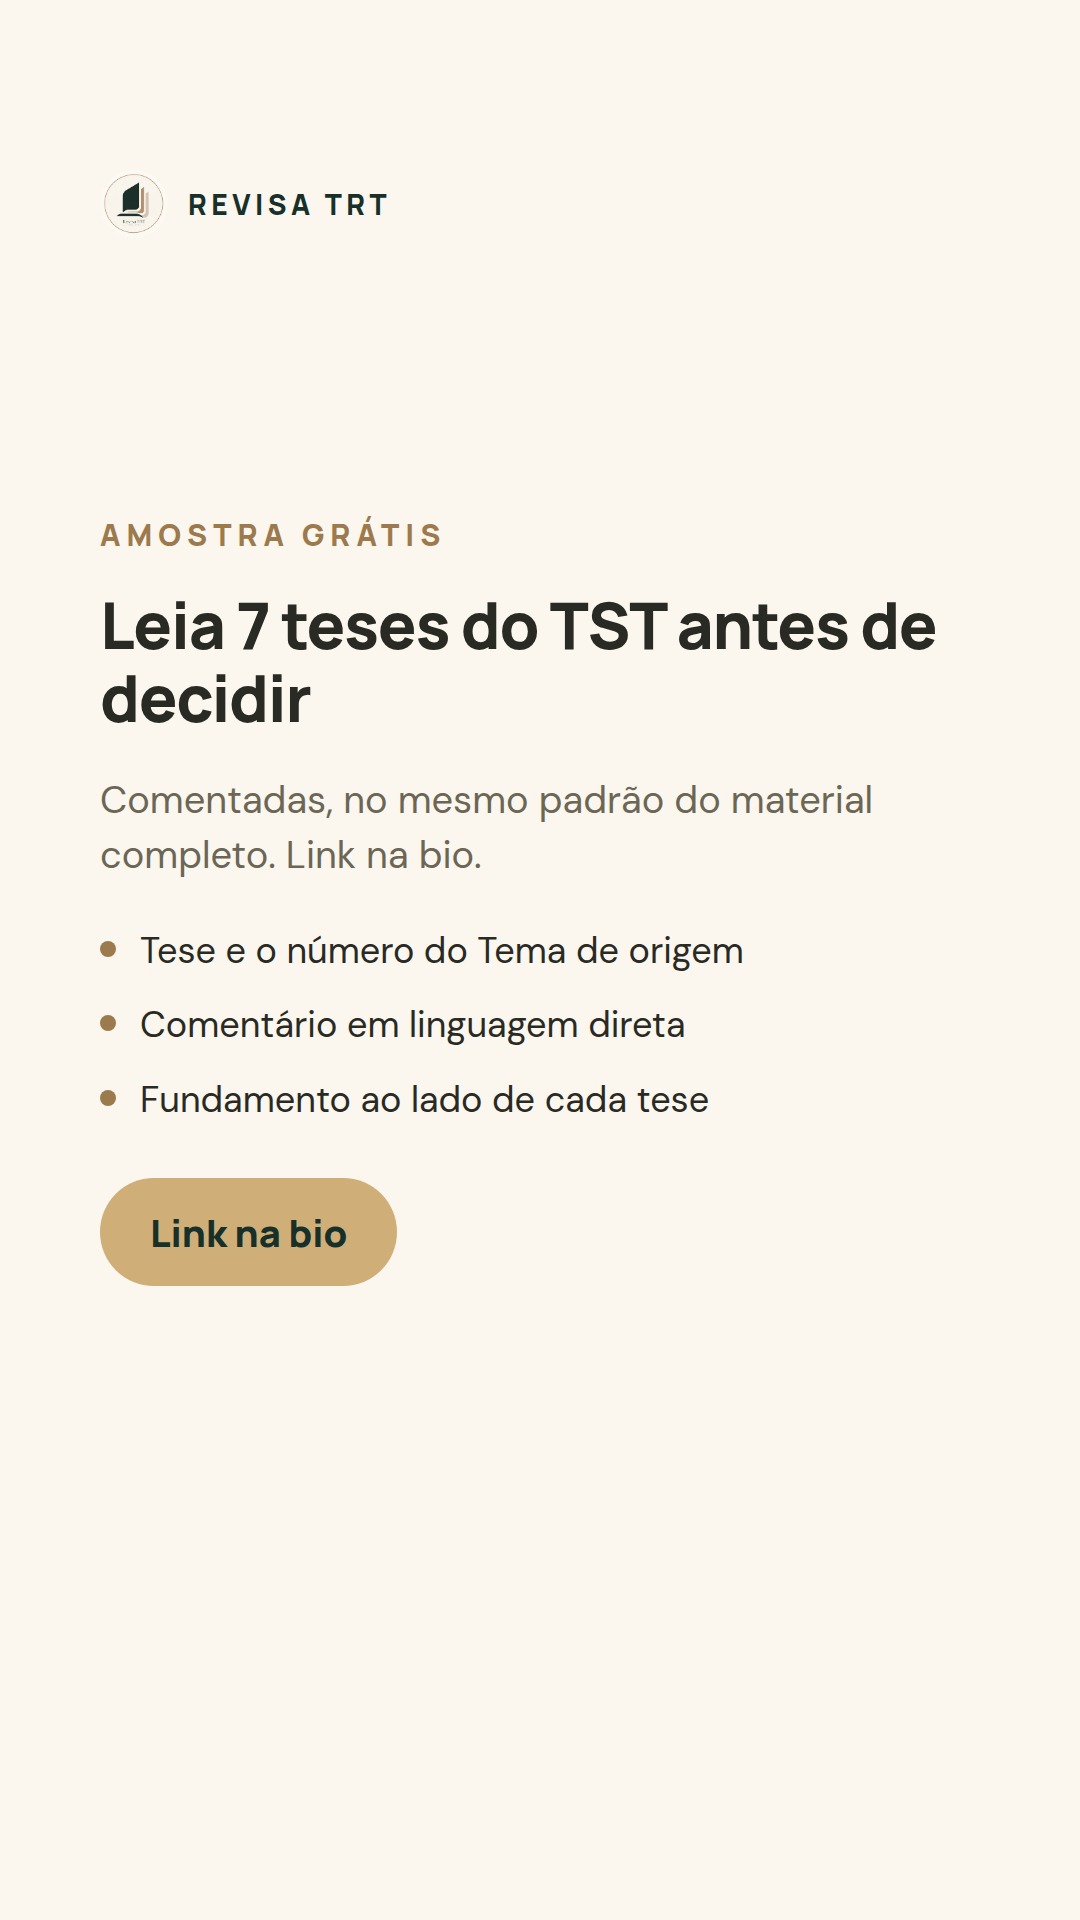 REVISA TRT
AMOSTRA GRÁTIS
Leia 7 teses do TST antes de
decidir
Comentadas, no mesmo padrão do material
completo. Link na bio.
Tese e o número do Tema de origem
Comentário em linguagem direta
Fundamento ao lado de cada tese
Link na bio